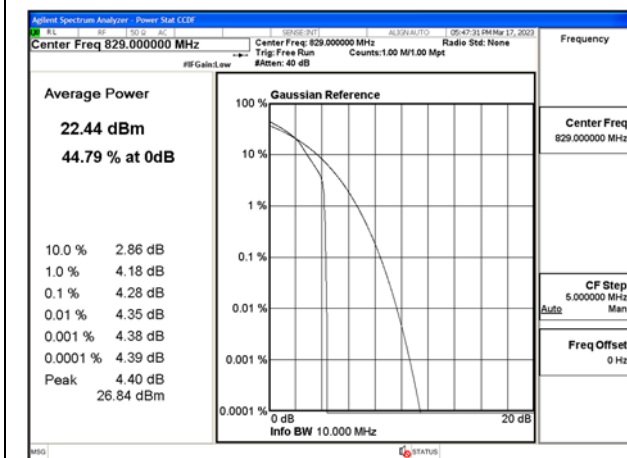 Agilent Spectrum Analyzer - Power Stat CCDF
RL RF 50 Ω AC SENSE:INT ALIGN AUTO 05:47:31 PM Mar 17, 2023
Center Freq 829.000000 MHz
Center Freq: 829.000000 MHz
Radio Std: None
Trig: Free Run Counts:1.00 M/1.00 Mpt
#IFGain:Low #Atten: 40 dB
Frequency
Average Power
22.44 dBm
44.79 % at 0dB
10.0 % 2.86 dB
1.0 % 4.18 dB
0.1 % 4.28 dB
0.01 % 4.35 dB
0.001 % 4.38 dB
0.0001 % 4.39 dB
Peak 4.40 dB
26.84 dBm
Gaussian Reference
100 %
10 %
1 %
0.1 %
0.01 %
0.001 %
0.0001 %
0 dB 20 dB
Info BW 10.000 MHz
Center Freq
829.000000 MHz
CF Step
5.000000 MHz
Auto Man
Freq Offset
0 Hz
MSG STATUS